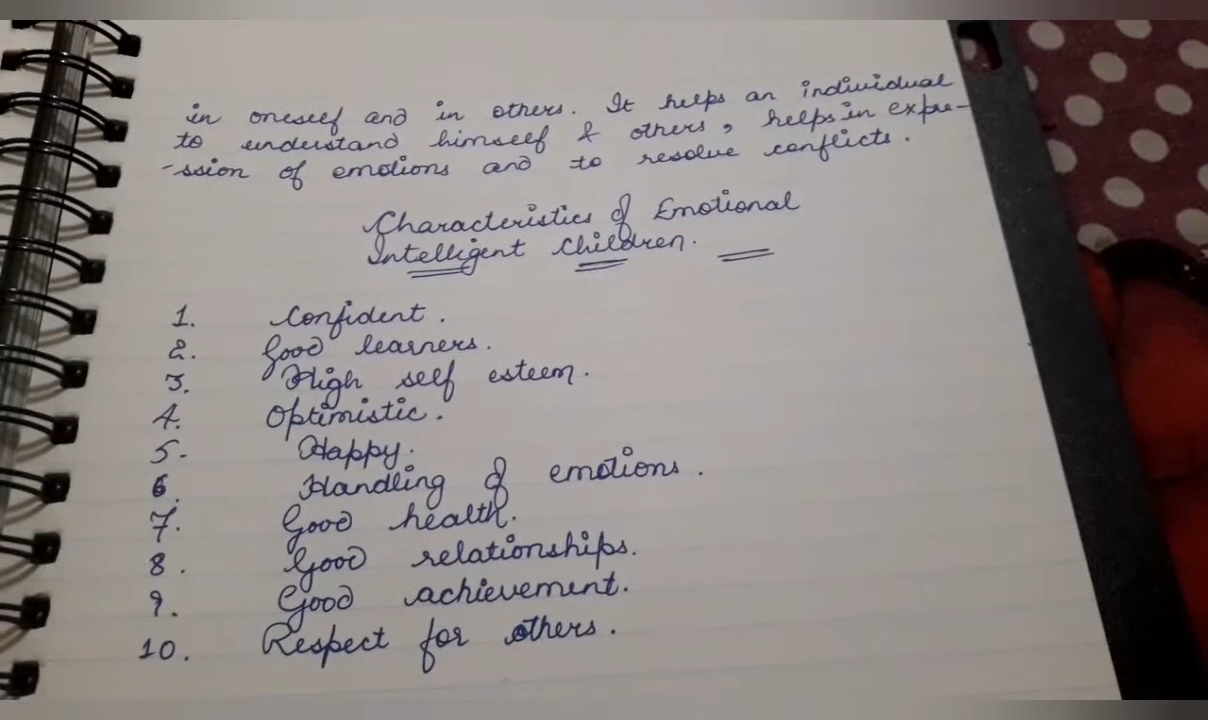 in oneself and in others. It helps an individual
to understand himself & others, helps in expre-
-ssion of emotions and to resolve conflicts.
Characteristics of Emotional
Intelligent Children.
1. Confident.
2. Good learners.
3. High self esteem.
4. Optimistic.
5. Happy.
6. Handling of emotions.
7. Good health.
8. Good relationships.
9. Good achievement.
10. Respect for others.